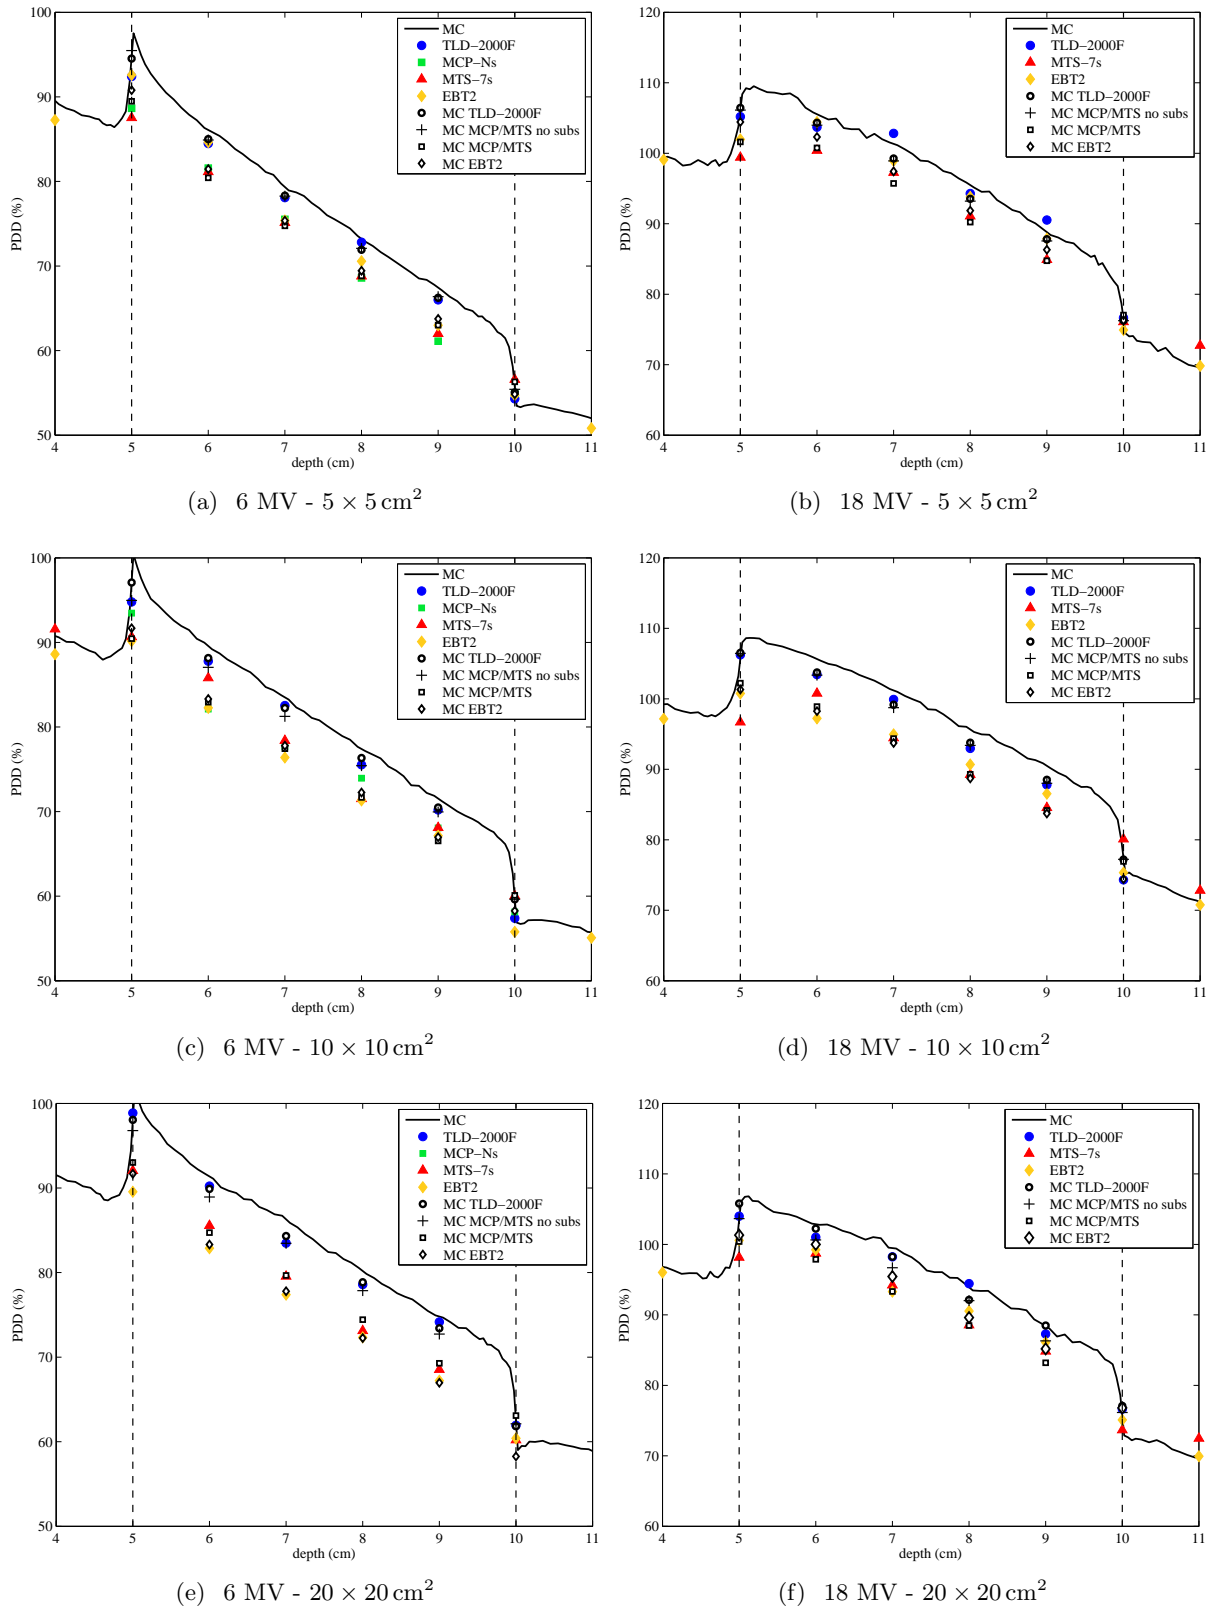 100
90
80
70
60
50
PDD (%)
4 5 6 7 8 9 10 11
depth (cm)
MC
TLD−2000F
MCP−Ns
MTS−7s
EBT2
MC TLD−2000F
MC MCP/MTS no subs
MC MCP/MTS
MC EBT2
(a) 6 MV - 5 × 5 cm²
120
110
100
90
80
70
60
PDD (%)
4 5 6 7 8 9 10 11
depth (cm)
MC
TLD−2000F
MTS−7s
EBT2
MC TLD−2000F
MC MCP/MTS no subs
MC MCP/MTS
MC EBT2
(b) 18 MV - 5 × 5 cm²
100
90
80
70
60
50
PDD (%)
4 5 6 7 8 9 10 11
depth (cm)
MC
TLD−2000F
MCP−Ns
MTS−7s
EBT2
MC TLD−2000F
MC MCP/MTS no subs
MC MCP/MTS
MC EBT2
(c) 6 MV - 10 × 10 cm²
120
110
100
90
80
70
60
PDD (%)
4 5 6 7 8 9 10 11
depth (cm)
MC
TLD−2000F
MTS−7s
EBT2
MC TLD−2000F
MC MCP/MTS no subs
MC MCP/MTS
MC EBT2
(d) 18 MV - 10 × 10 cm²
100
90
80
70
60
50
PDD (%)
4 5 6 7 8 9 10 11
depth (cm)
MC
TLD−2000F
MCP−Ns
MTS−7s
EBT2
MC TLD−2000F
MC MCP/MTS no subs
MC MCP/MTS
MC EBT2
(e) 6 MV - 20 × 20 cm²
120
110
100
90
80
70
60
PDD (%)
4 5 6 7 8 9 10 11
depth (cm)
MC
TLD−2000F
MTS−7s
EBT2
MC TLD−2000F
MC MCP/MTS no subs
MC MCP/MTS
MC EBT2
(f) 18 MV - 20 × 20 cm²